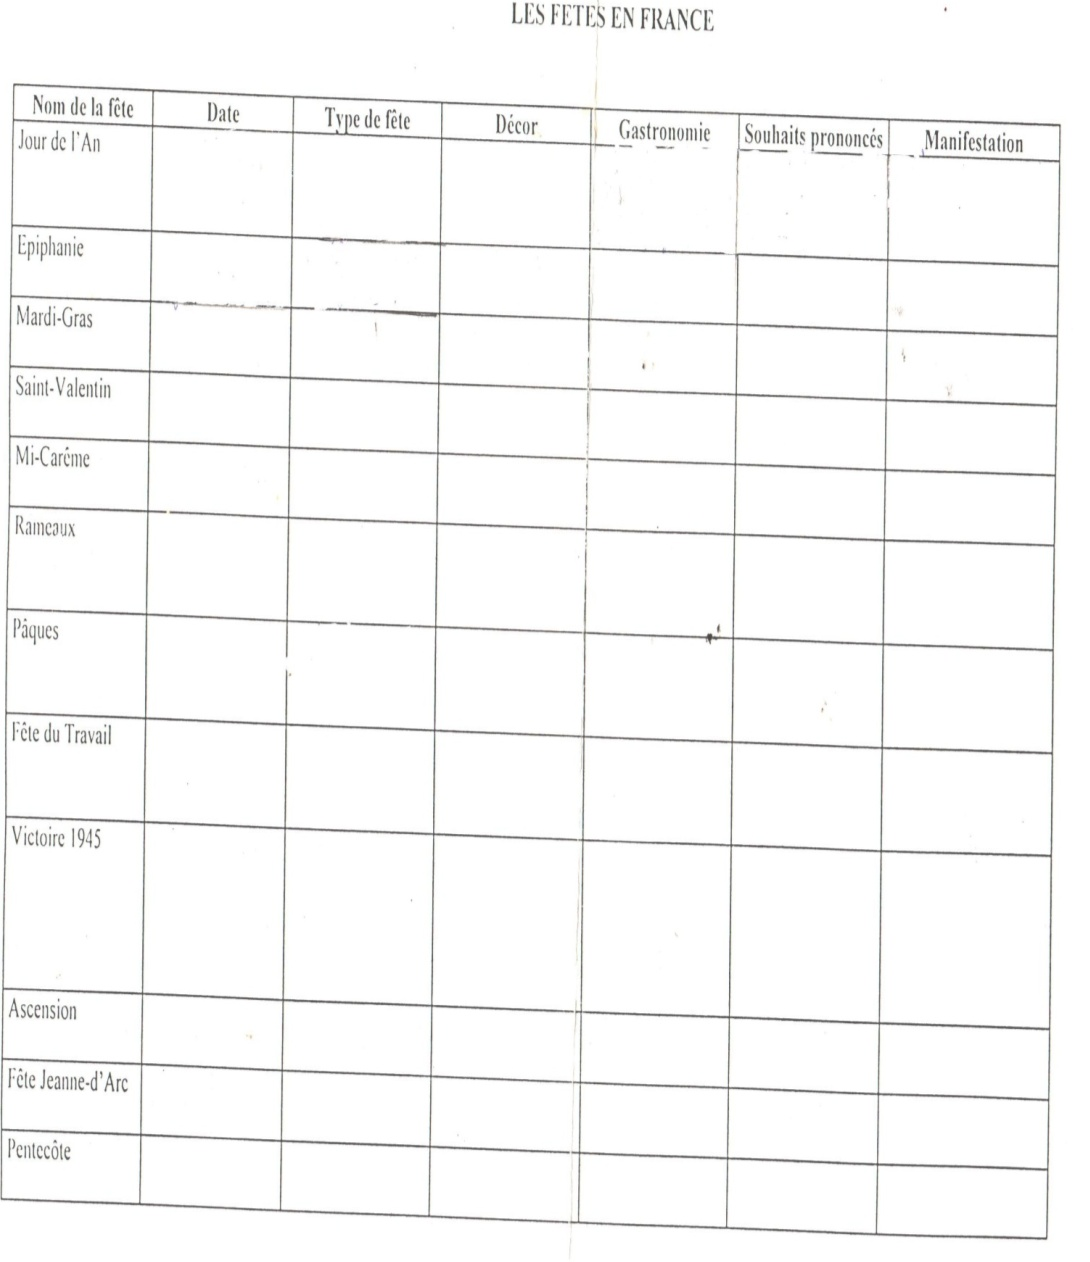 LES FETES EN FRANCE
Nom de la fête Date Type de fête Décor Gastronomie Souhaits prononcés Manifestation
Jour de l'An
Epiphanie
Mardi-Gras
Saint-Valentin
Mi-Carême
Rameaux
Pâques
Fête du Travail
Victoire 1945
Ascension
Fête Jeanne-d'Arc
Pentecôte